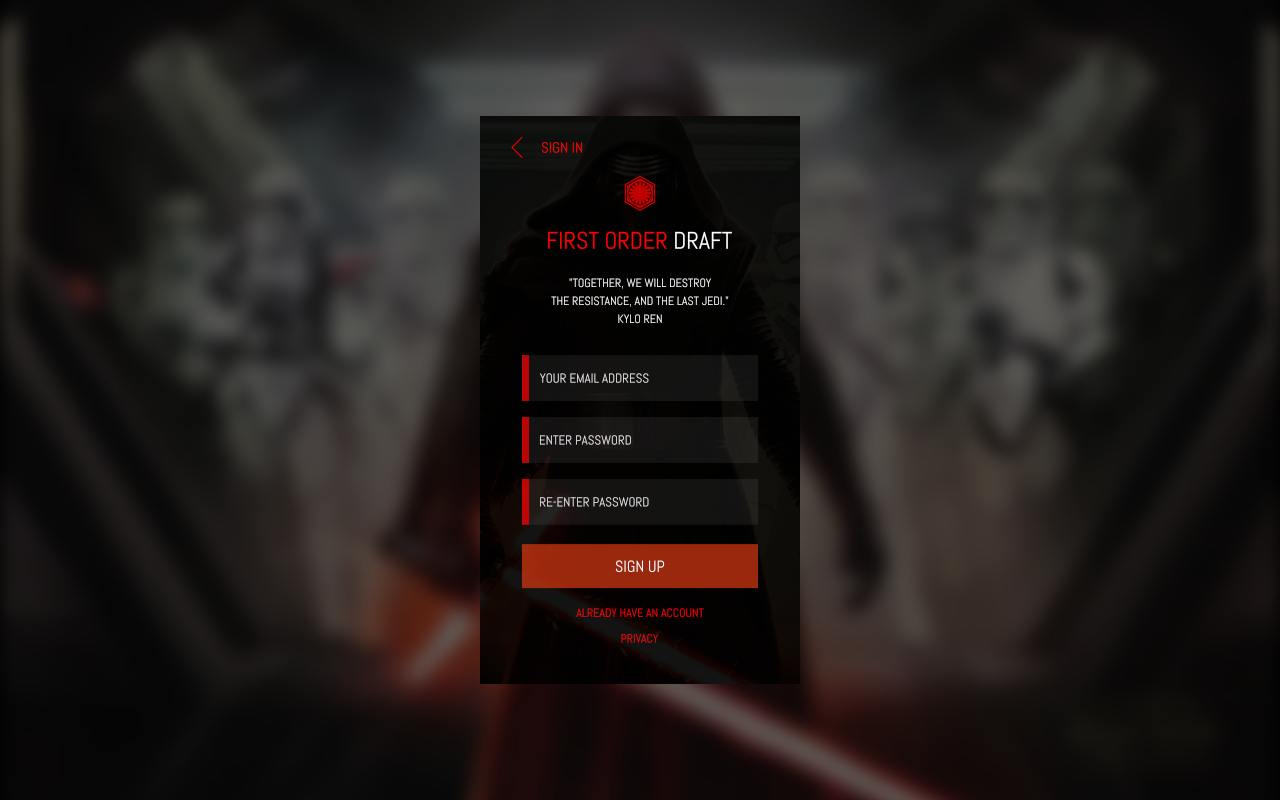 SIGN IN
FIRST ORDER DRAFT
"TOGETHER, WE WILL DESTROY
THE RESISTANCE, AND THE LAST JEDI."
KYLO REN
YOUR EMAIL ADDRESS
ENTER PASSWORD
RE-ENTER PASSWORD
SIGN UP
ALREADY HAVE AN ACCOUNT
PRIVACY